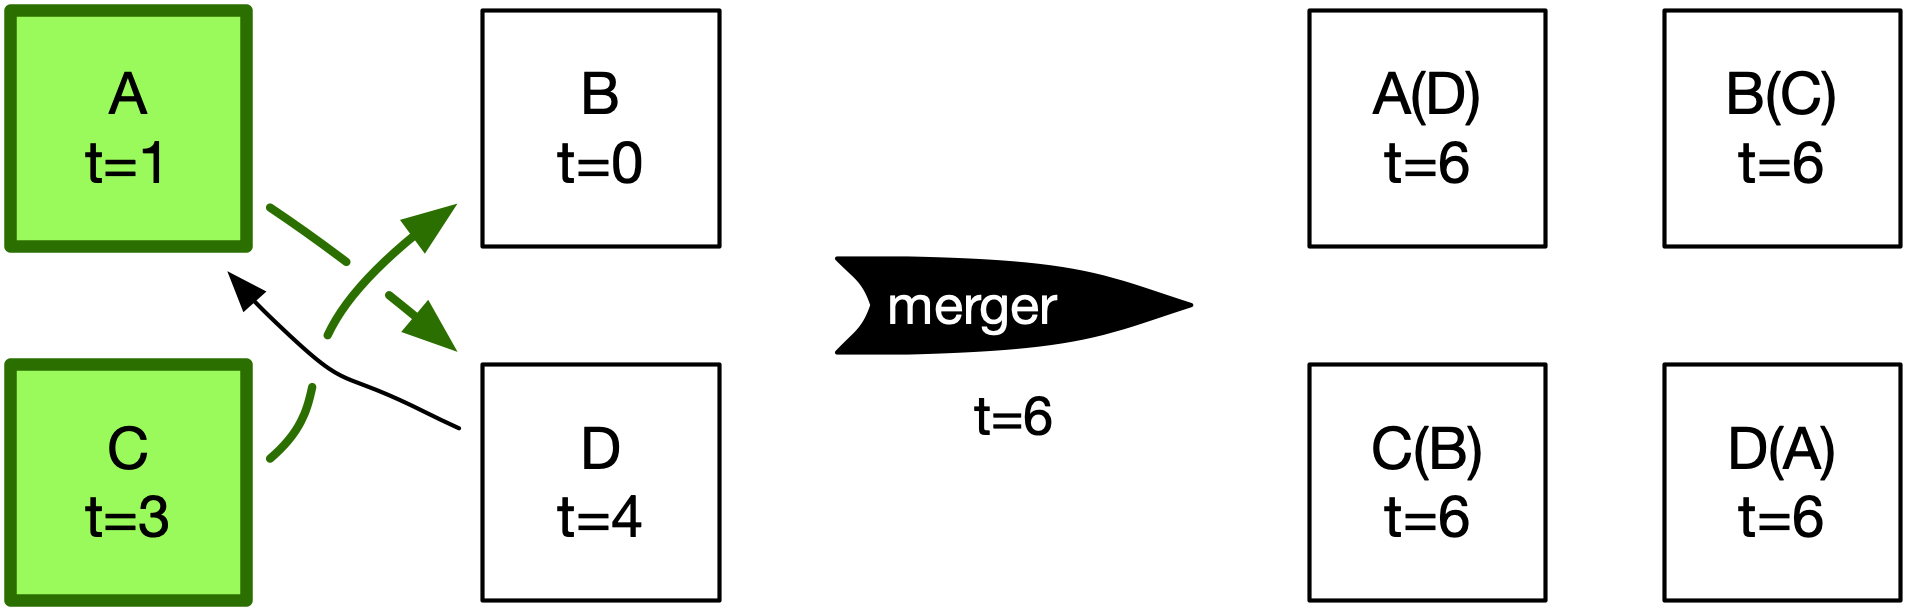 A
t=1
B
t=0
C
t=3
D
t=4
merger
t=6
A(D)
t=6
B(C)
t=6
C(B)
t=6
D(A)
t=6